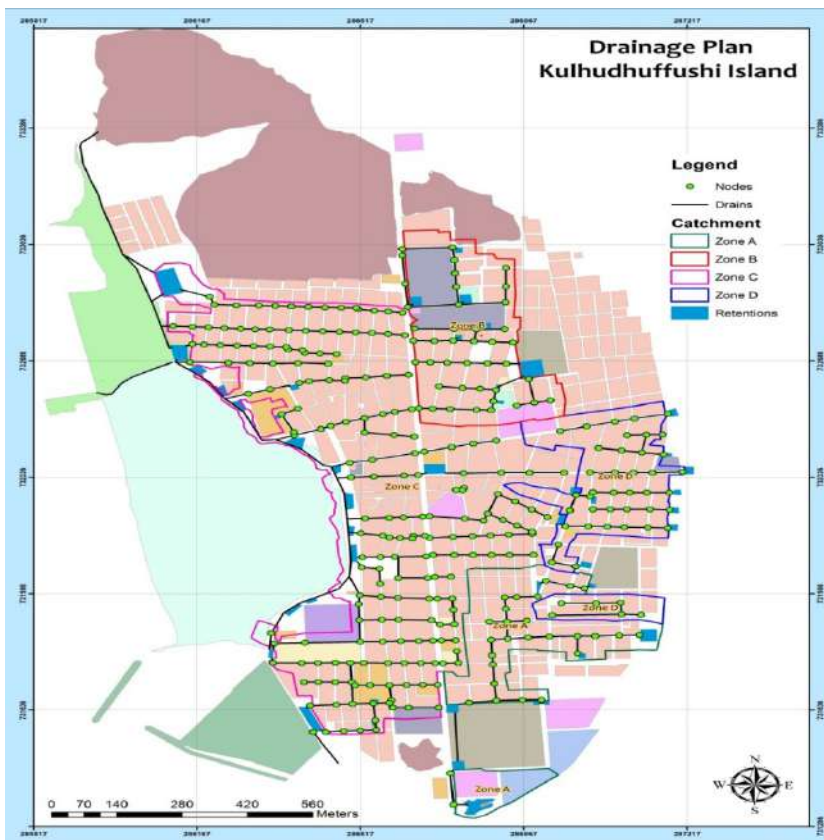 Drainage Plan
Kulhudhuffushi Island
Legend
Nodes
Drains
Catchment
Zone A
Zone B
Zone C
Zone D
Retentions
Zone B
Zone C
Zone D
Zone D
Zone A
Zone A
N
W E
S
0 70 140 280 420 560
Meters